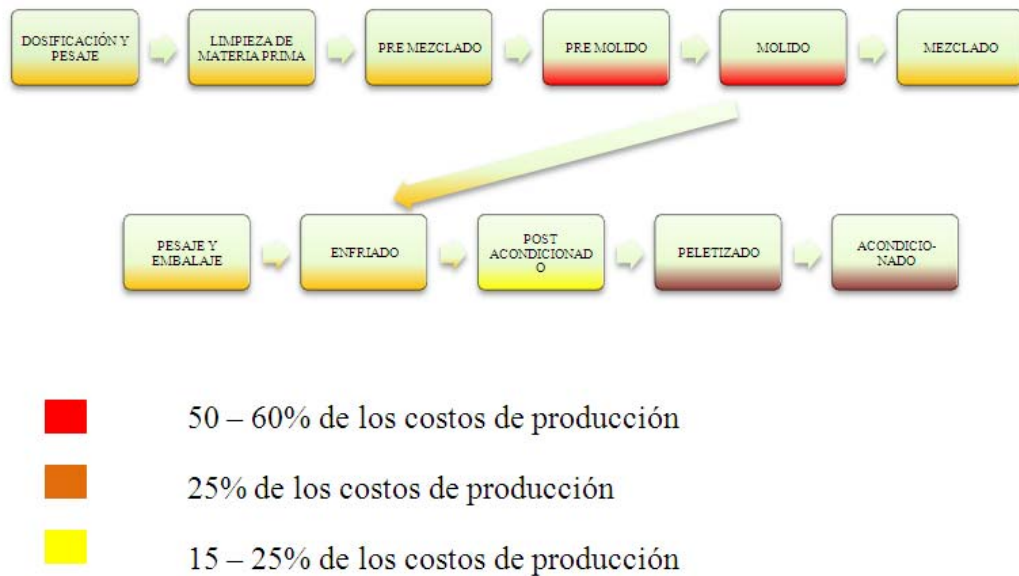 DOSIFICACIÓN Y
PESAJE
LIMPIEZA DE
MATERIA PRIMA
PRE MEZCLADO
PRE MOLIDO
MOLIDO
MEZCLADO
PESAJE Y
EMBALAJE
ENFRIADO
POST
ACONDICIONAD
O
PELETIZADO
ACONDICIO-
NADO
50 – 60% de los costos de producción
25% de los costos de producción
15 – 25% de los costos de producción